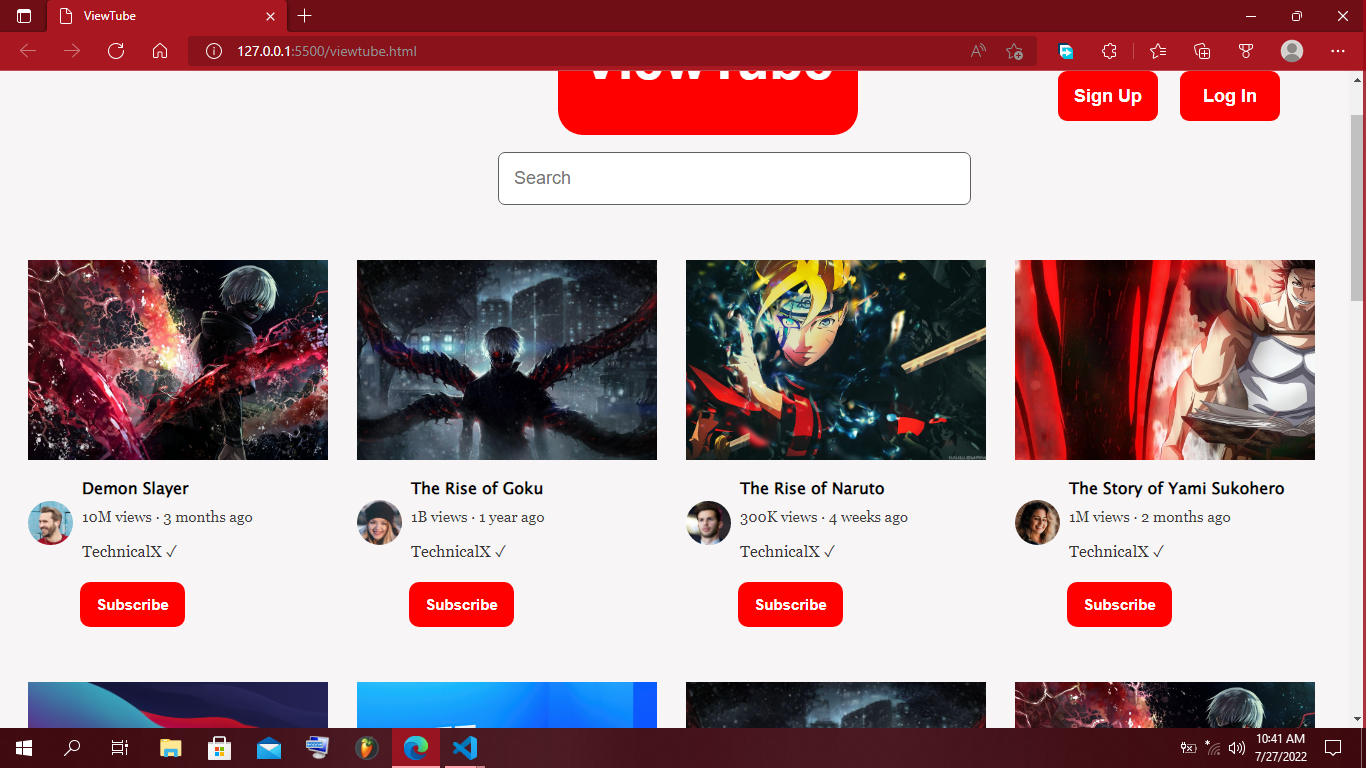 ViewTube
127.0.0.1:5500/viewtube.html
ViewTube
Sign Up
Log In
Search
Demon Slayer
10M views · 3 months ago
TechnicalX ✓
Subscribe
The Rise of Goku
1B views · 1 year ago
TechnicalX ✓
Subscribe
The Rise of Naruto
300K views · 4 weeks ago
TechnicalX ✓
Subscribe
The Story of Yami Sukohero
1M views · 2 months ago
TechnicalX ✓
Subscribe
10:41 AM
7/27/2022